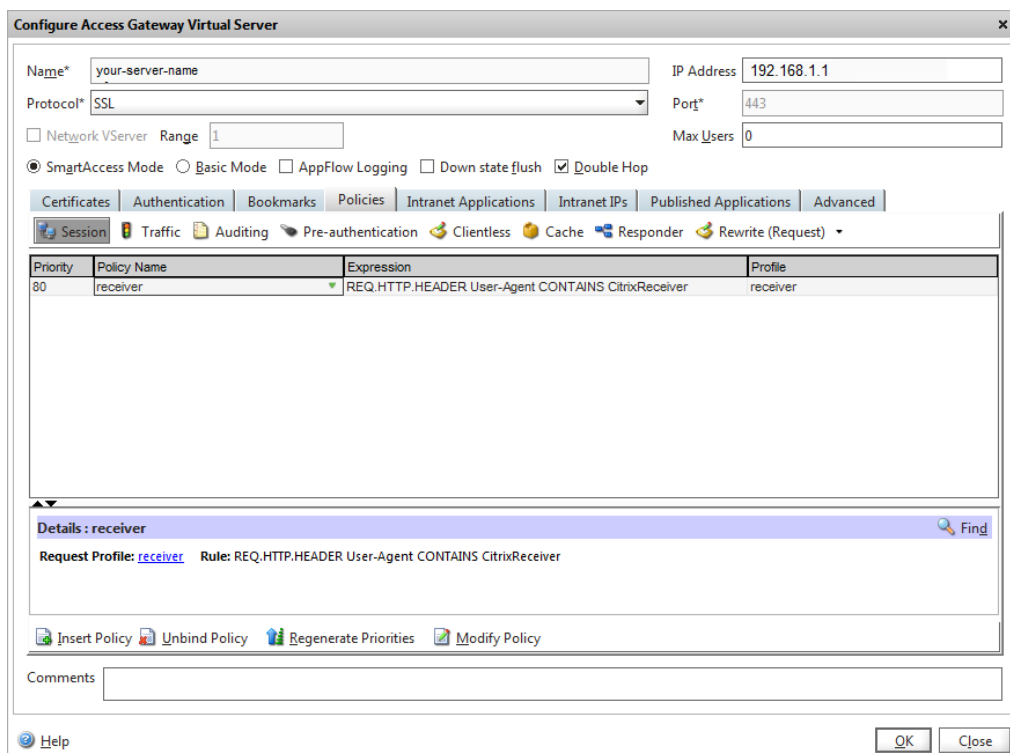 Configure Access Gateway Virtual Server
Name* your-server-name IP Address 192.168.1.1
Protocol* SSL Port* 443
Network VServer Range 1 Max Users 0
SmartAccess Mode Basic Mode AppFlow Logging Down state flush Double Hop
Certificates Authentication Bookmarks Policies Intranet Applications Intranet IPs Published Applications Advanced
Session Traffic Auditing Pre-authentication Clientless Cache Responder Rewrite (Request)
Priority Policy Name Expression Profile
80 receiver REQ.HTTP.HEADER User-Agent CONTAINS CitrixReceiver receiver
Details : receiver Find
Request Profile: receiver Rule: REQ.HTTP.HEADER User-Agent CONTAINS CitrixReceiver
Insert Policy Unbind Policy Regenerate Priorities Modify Policy
Comments
Help OK Close